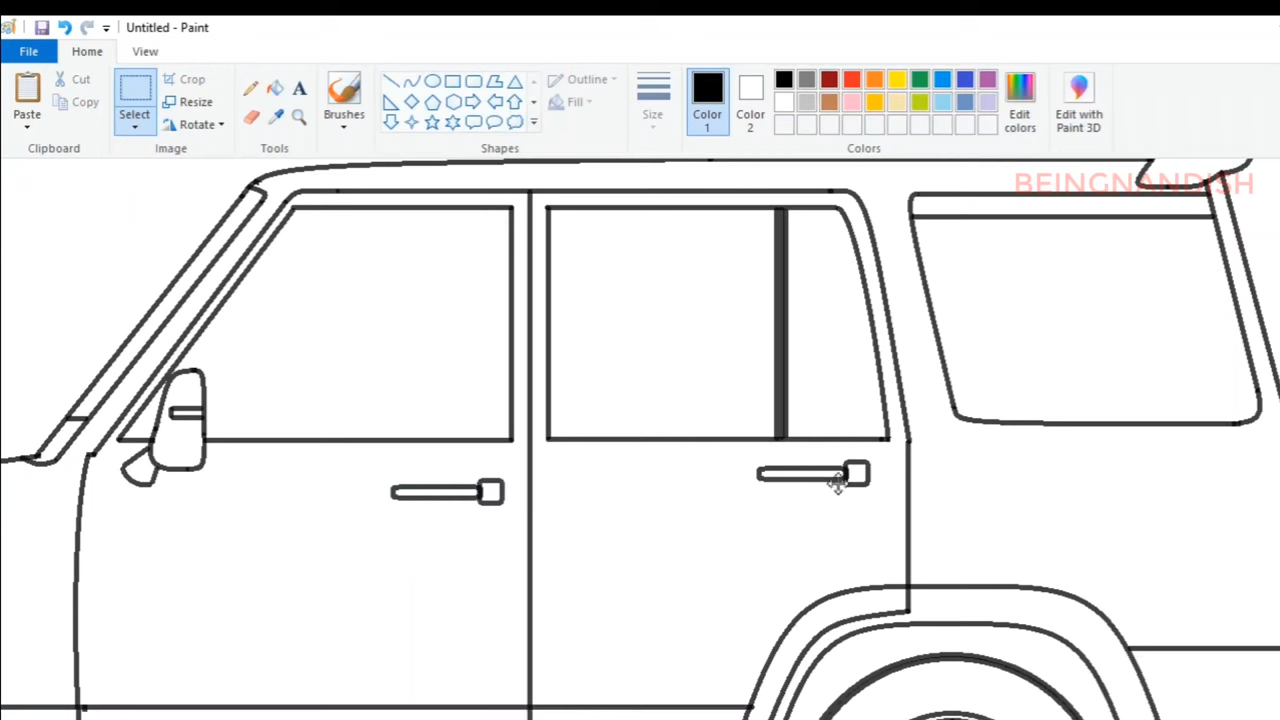 Untitled - Paint
File Home View
Paste Cut Copy
Select Crop Resize Rotate
Brushes
Outline Fill
Size
Color 1
Color 2
Edit colors
Edit with Paint 3D
Clipboard Image Tools Shapes Colors
BEINGNANDISH